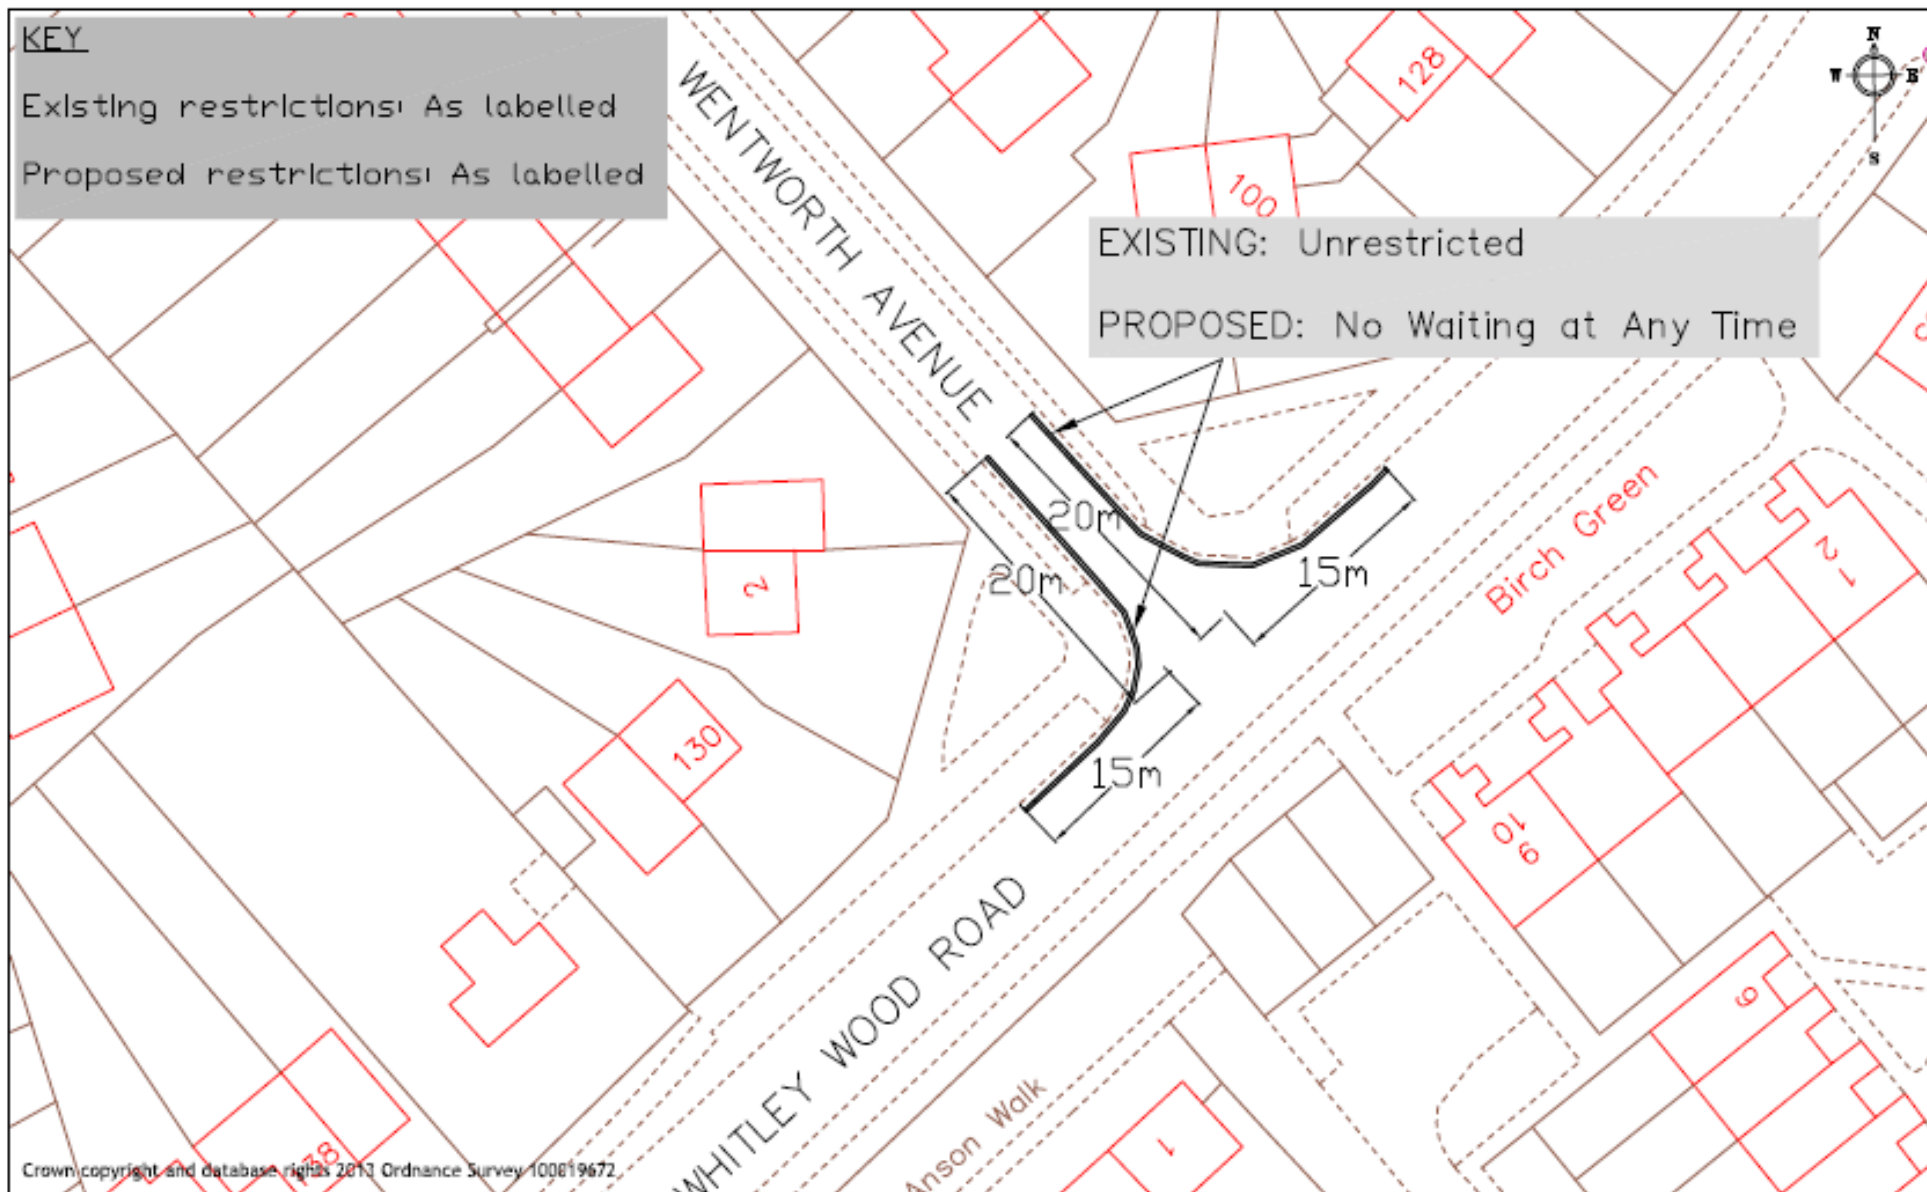 KEY
Existing restrictions: As labelled
Proposed restrictions: As labelled
N
W E
S
WENTWORTH AVENUE
128
100
EXISTING: Unrestricted
PROPOSED: No Waiting at Any Time
20m
20m
15m
15m
Birch Green
1-2
2
130
9
10
6
WHITLEY WOOD ROAD
Anson Walk
1
138
Crown copyright and database rights 2013 Ordnance Survey 100019672